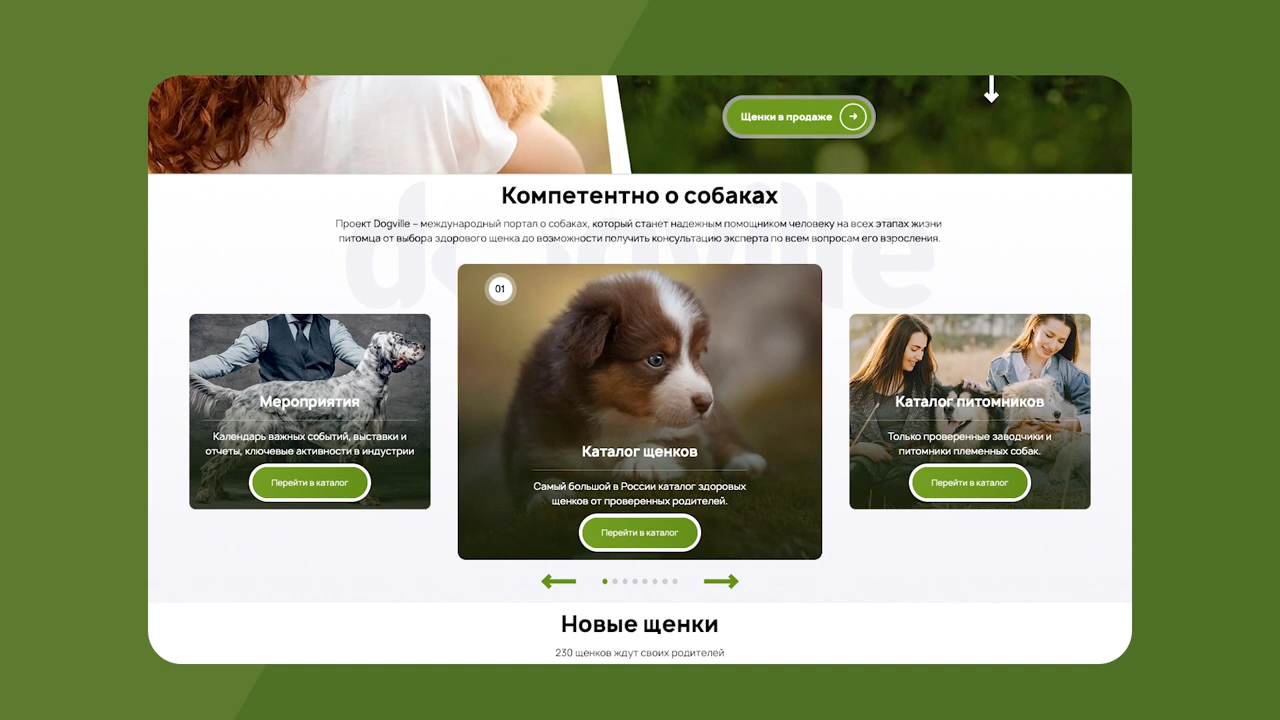 Щенки в продаже
dogville
Компетентно о собаках
Проект Dogville – международный портал о собаках, который станет надежным помощником человеку на всех этапах жизни
питомца от выбора здорового щенка до возможности получить консультацию эксперта по всем вопросам его взросления.
01
Мероприятия
Календарь важных событий, выставки и
отчеты, ключевые активности в индустрии
Перейти в каталог
Каталог щенков
Самый большой в России каталог здоровых
щенков от проверенных родителей.
Перейти в каталог
Каталог питомников
Только проверенные заводчики и
питомники племенных собак.
Перейти в каталог
Новые щенки
230 щенков ждут своих родителей